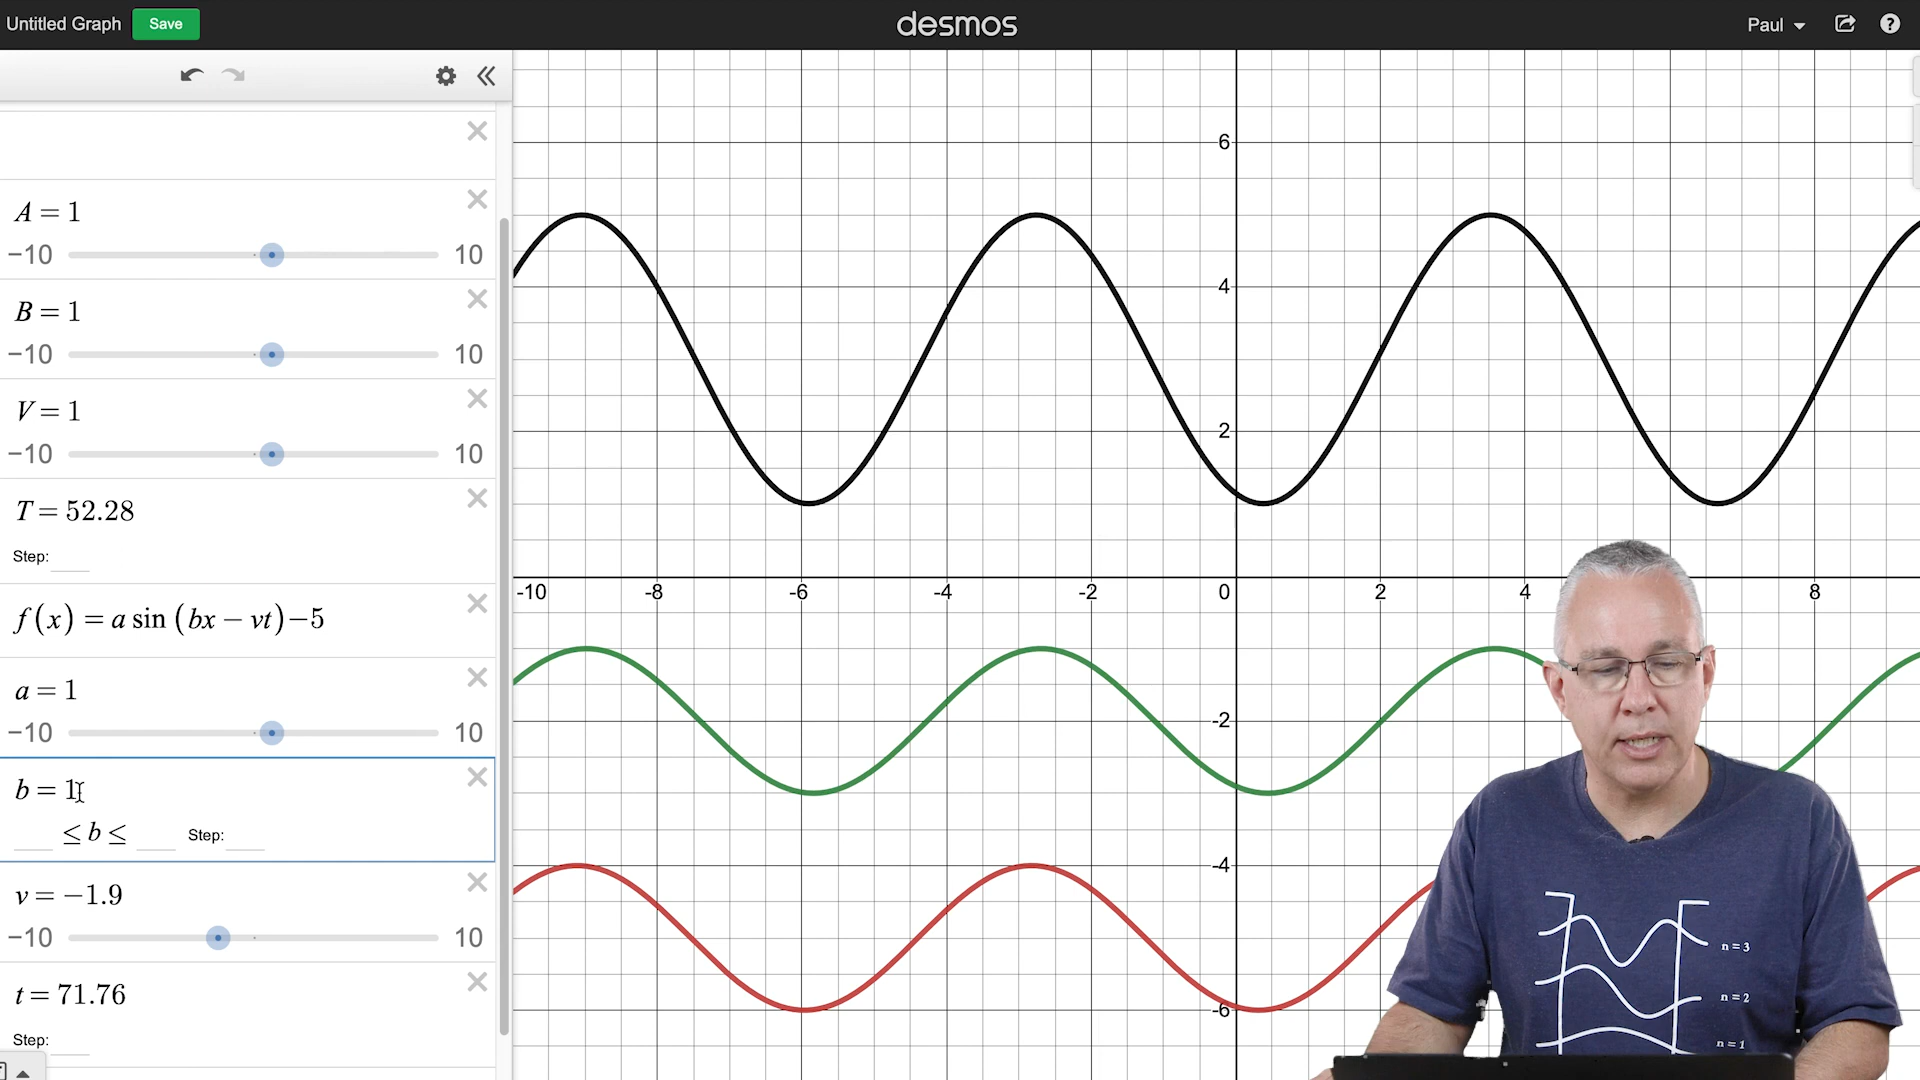 Untitled Graph Save desmos Paul ?
A = 1
−10 10
B = 1
−10 10
V = 1
−10 10
T = 52.28
Step:
f(x) = a sin (bx − vt)−5
a = 1
−10 10
b = 1
≤ b ≤ Step:
v = −1.9
−10 10
t = 71.76
Step:
6
4
2
-10 -8 -6 -4 -2 0 2 4 8
-2
-4
-6
n = 3
n = 2
n = 1